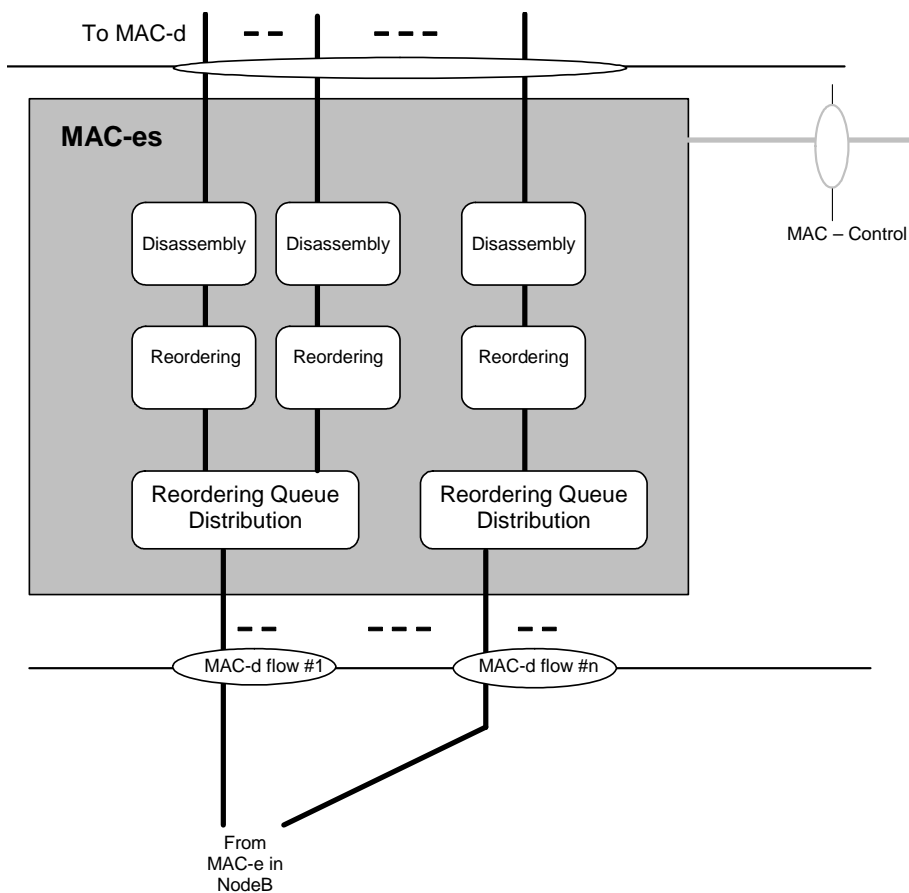 To MAC-d
MAC-es
MAC – Control
Disassembly
Disassembly
Disassembly
Reordering
Reordering
Reordering
Reordering Queue
Distribution
Reordering Queue
Distribution
MAC-d flow #1
MAC-d flow #n
From
MAC-e in
NodeB